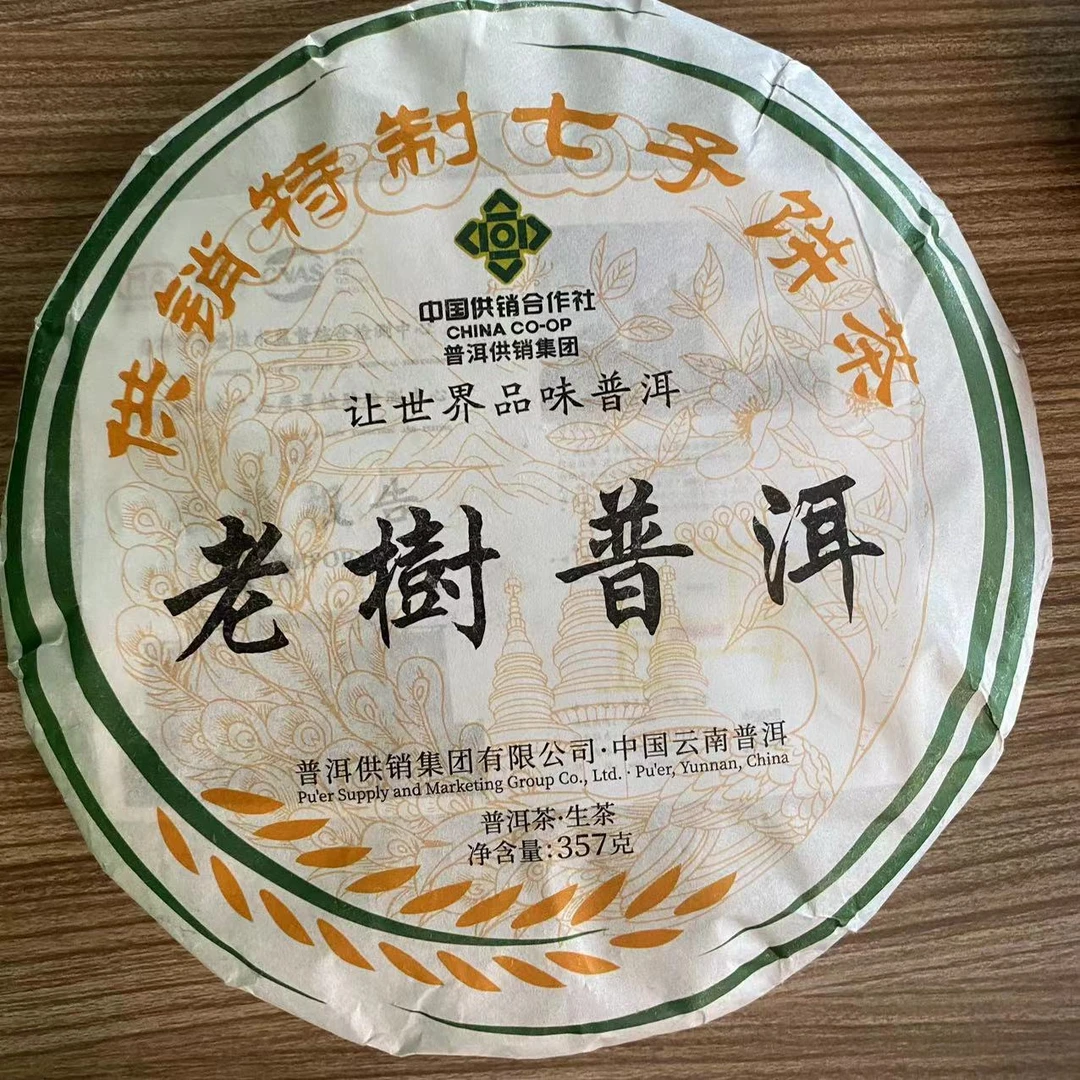 供销特制七子饼茶
中国供销合作社
CHINA CO-OP
普洱供销集团
让世界品味普洱
老樹普洱
普洱供销集团有限公司·中国云南普洱
Pu'er Supply and Marketing Group Co., Ltd. · Pu'er, Yunnan, China
普洱茶·生茶
净含量:357克